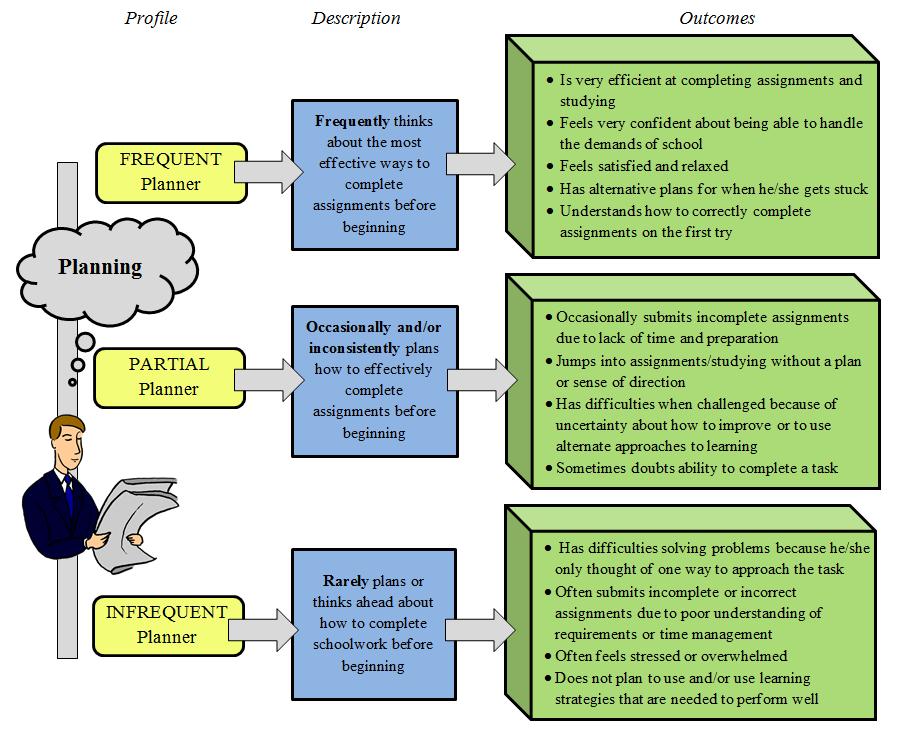 Profile
Description
Outcomes
Planning
FREQUENT
Planner
Frequently thinks
about the most
effective ways to
complete
assignments before
beginning
• Is very efficient at completing assignments and
studying
• Feels very confident about being able to handle
the demands of school
• Feels satisfied and relaxed
• Has alternative plans for when he/she gets stuck
• Understands how to correctly complete
assignments on the first try
PARTIAL
Planner
Occasionally and/or
inconsistently plans
how to effectively
complete
assignments before
beginning
• Occasionally submits incomplete assignments
due to lack of time and preparation
• Jumps into assignments/studying without a plan
or sense of direction
• Has difficulties when challenged because of
uncertainty about how to improve or to use
alternate approaches to learning
• Sometimes doubts ability to complete a task
INFREQUENT
Planner
Rarely plans or
thinks ahead about
how to complete
schoolwork before
beginning
• Has difficulties solving problems because he/she
only thought of one way to approach the task
• Often submits incomplete or incorrect
assignments due to poor understanding of
requirements or time management
• Often feels stressed or overwhelmed
• Does not plan to use and/or use learning
strategies that are needed to perform well